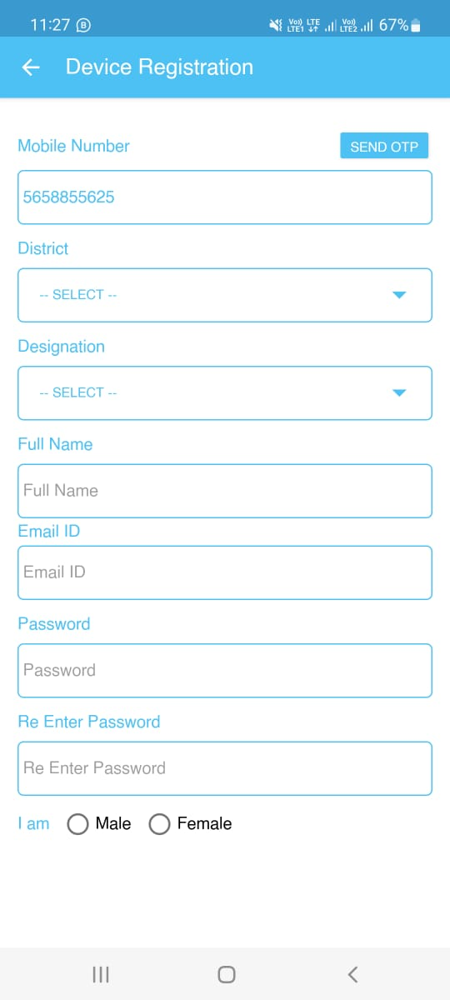 11:27
Vo)) LTE Vo)) 67%
LTE1 LTE2
Device Registration
Mobile Number SEND OTP
5658855625
District
-- SELECT --
Designation
-- SELECT --
Full Name
Full Name
Email ID
Email ID
Password
Password
Re Enter Password
Re Enter Password
I am Male Female